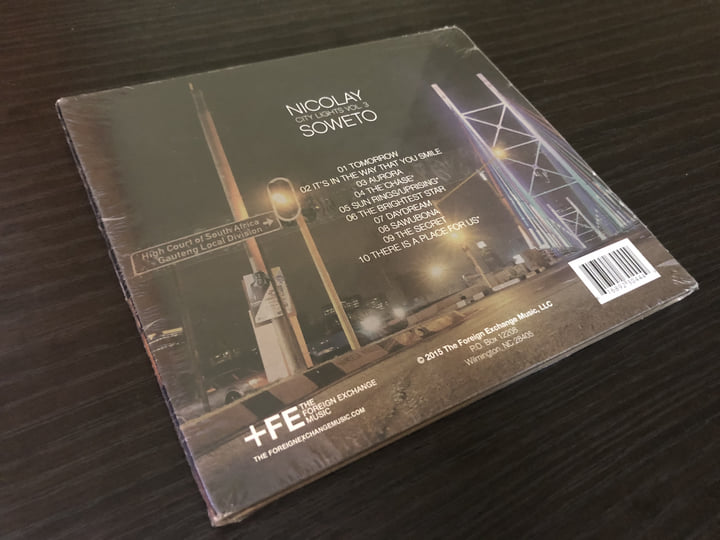 NICOLAY
CITY LIGHTS VOL. 3
SOWETO
01 TOMORROW
02 IT'S IN THE WAY THAT YOU SMILE
03 AURORA
04 THE CHASE*
05 SUN RINGS/UPRISING*
06 THE BRIGHTEST STAR
07 DAYDREAM
08 SAWUBONA
09 THE SECRET
10 THERE IS A PLACE FOR US*
High Court of South Africa
Gauteng Local Division
© 2015 The Foreign Exchange Music, LLC
P.O. Box 12206
Wilmington, NC 28405
+FE THE
FOREIGN EXCHANGE
MUSIC
THE FOREIGNEXCHANGEMUSIC.COM